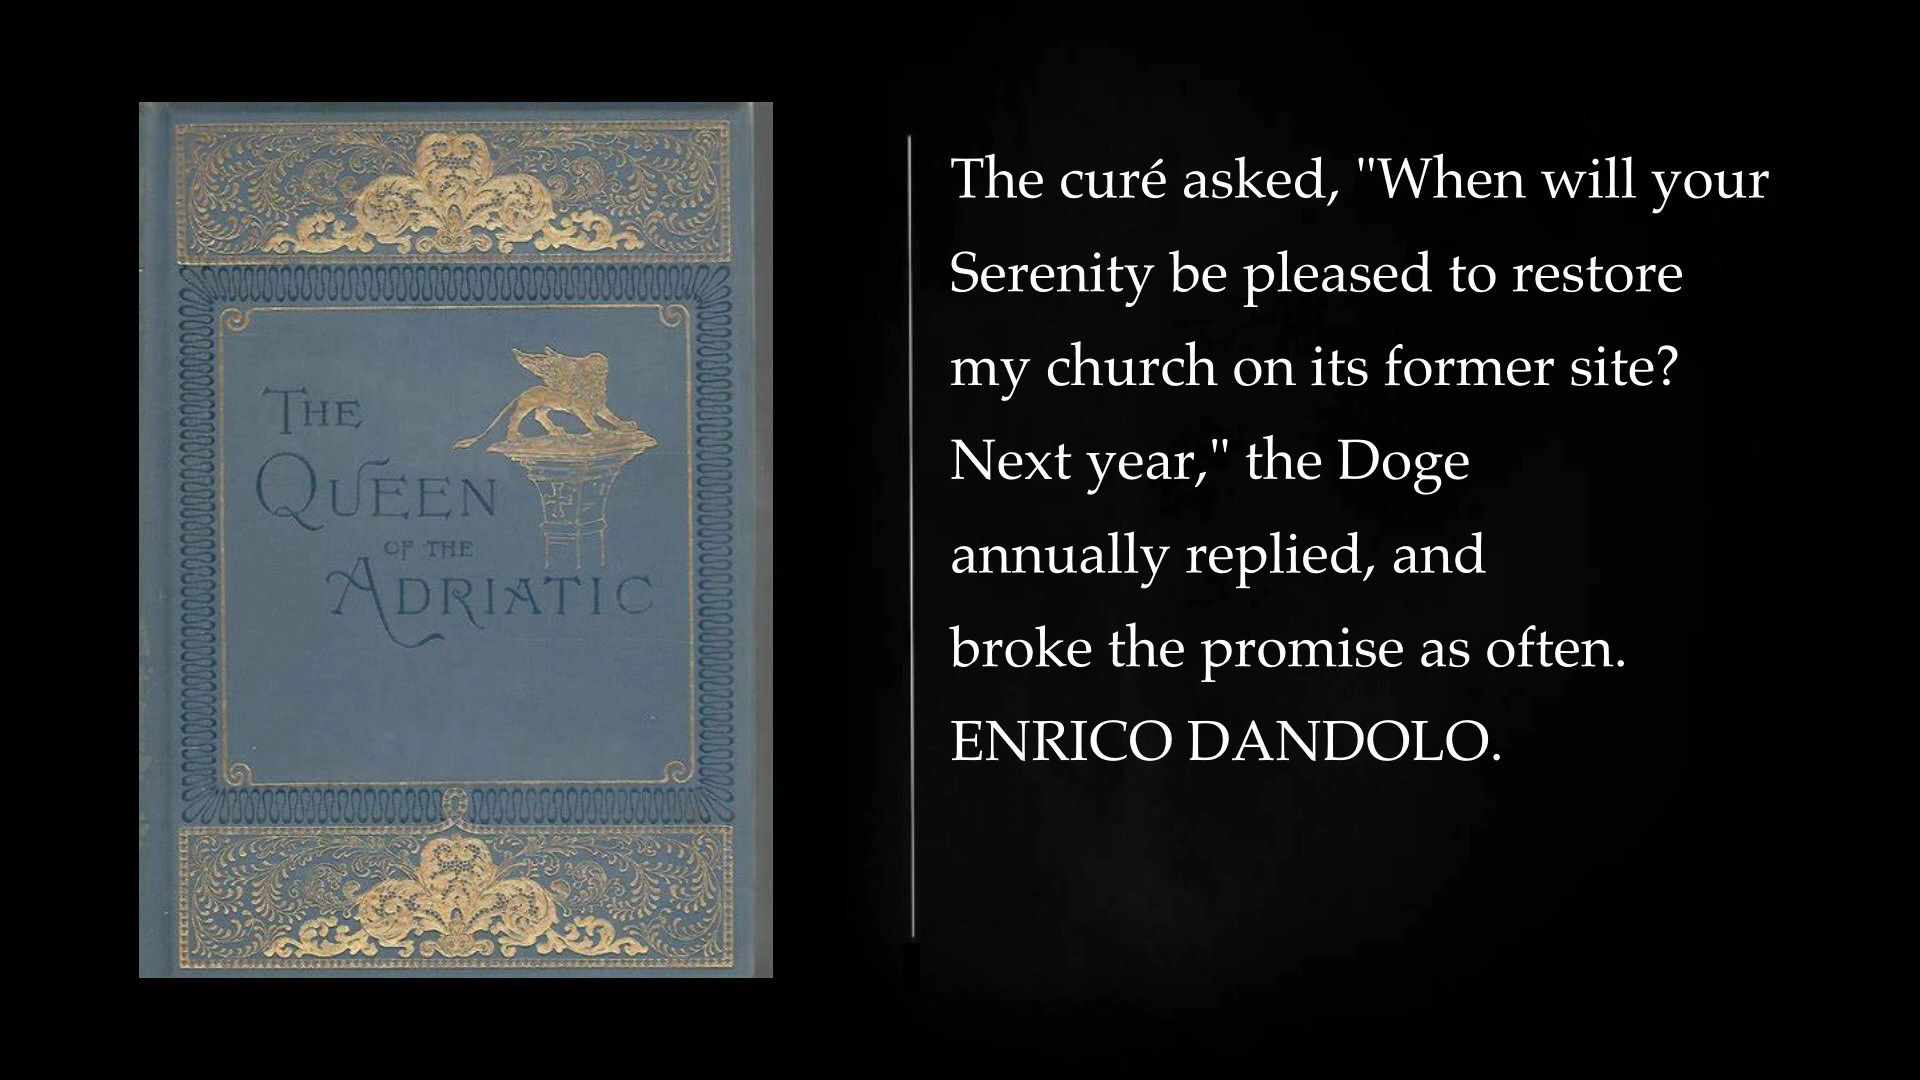 THE
QUEEN
OF THE
ADRIATIC
The curé asked, "When will your
Serenity be pleased to restore
my church on its former site?
Next year," the Doge
annually replied, and
broke the promise as often.
ENRICO DANDOLO.